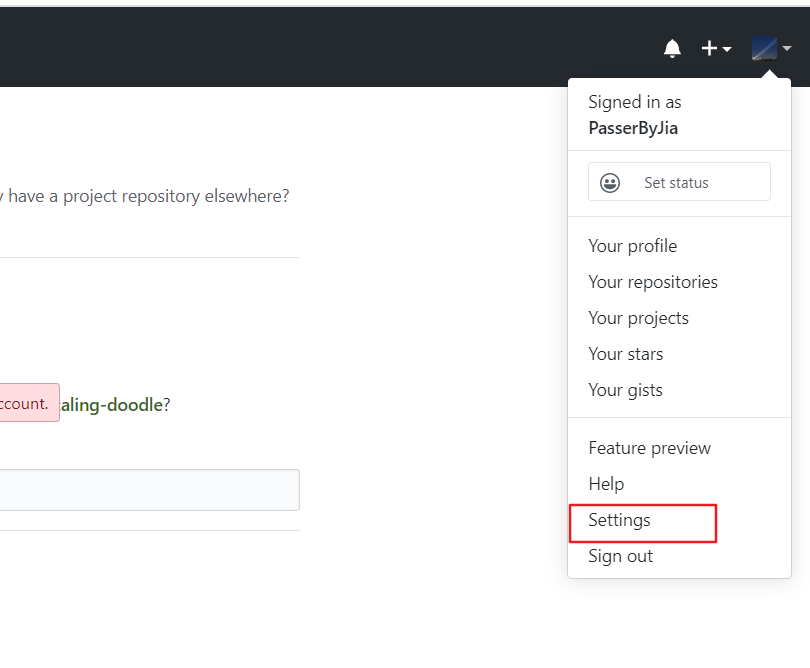 Signed in as
PasserByJia
Set status
have a project repository elsewhere?
Your profile
Your repositories
Your projects
Your stars
Your gists
ccount. aling-doodle?
Feature preview
Help
Settings
Sign out